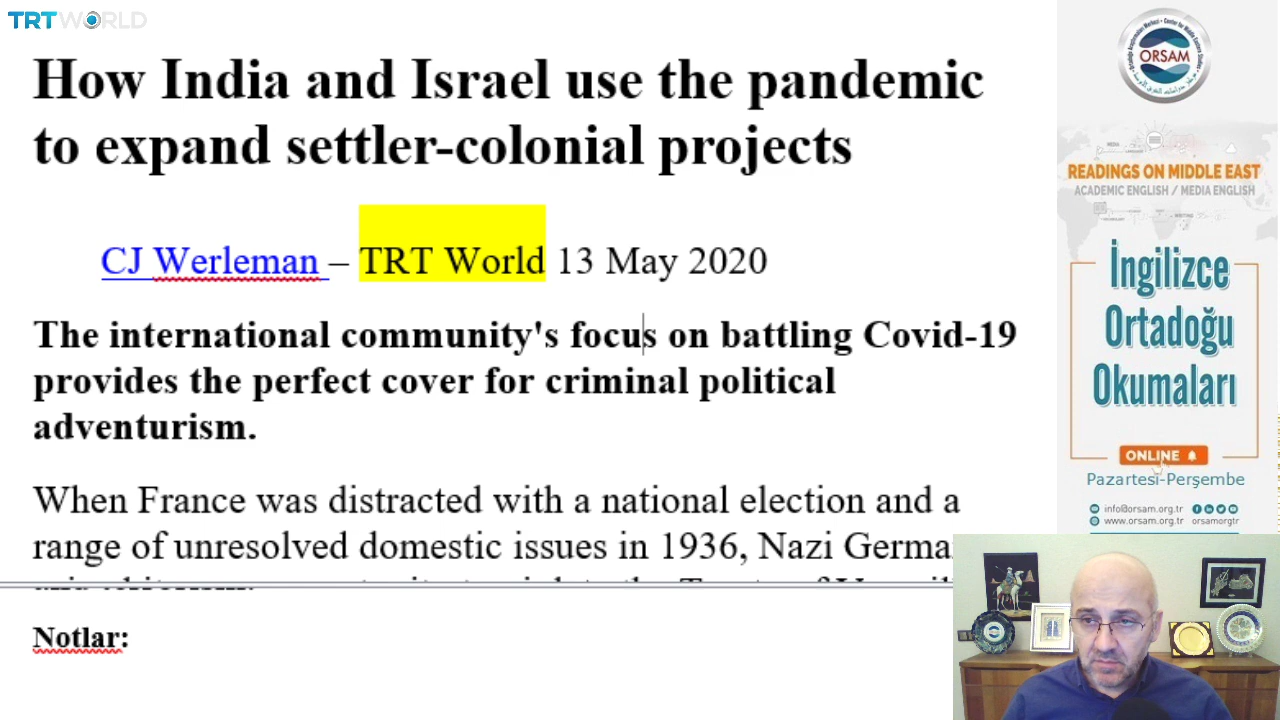 TRT WORLD
How India and Israel use the pandemic
to expand settler-colonial projects
CJ Werleman – TRT World 13 May 2020
The international community's focus on battling Covid-19
provides the perfect cover for criminal political
adventurism.
When France was distracted with a national election and a
range of unresolved domestic issues in 1936, Nazi Germa
Notlar:
ORSAM
READINGS ON MIDDLE EAST
ACADEMIC ENGLISH / MEDIA ENGLISH
İngilizce
Ortadoğu
Okumaları
ONLINE
Pazartesi-Perşembe
info@orsam.org.tr
www.orsam.org.tr orsamorgtr